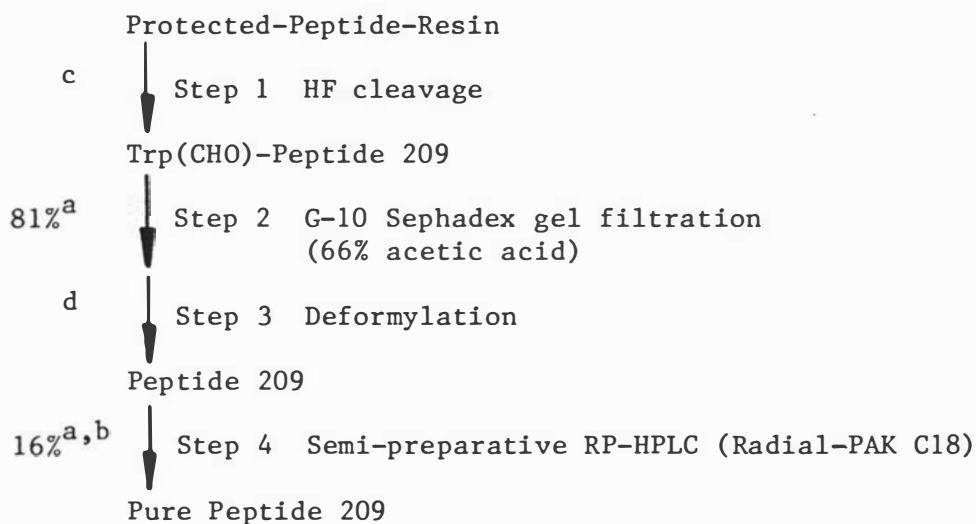 Protected-Peptide-Resin
c
Step 1 HF cleavage
Trp(CHO)-Peptide 209
81%a
Step 2 G-10 Sephadex gel filtration
(66% acetic acid)
d
Step 3 Deformylation
Peptide 209
16%a,b
Step 4 Semi-preparative RP-HPLC (Radial-PAK C18)
Pure Peptide 209